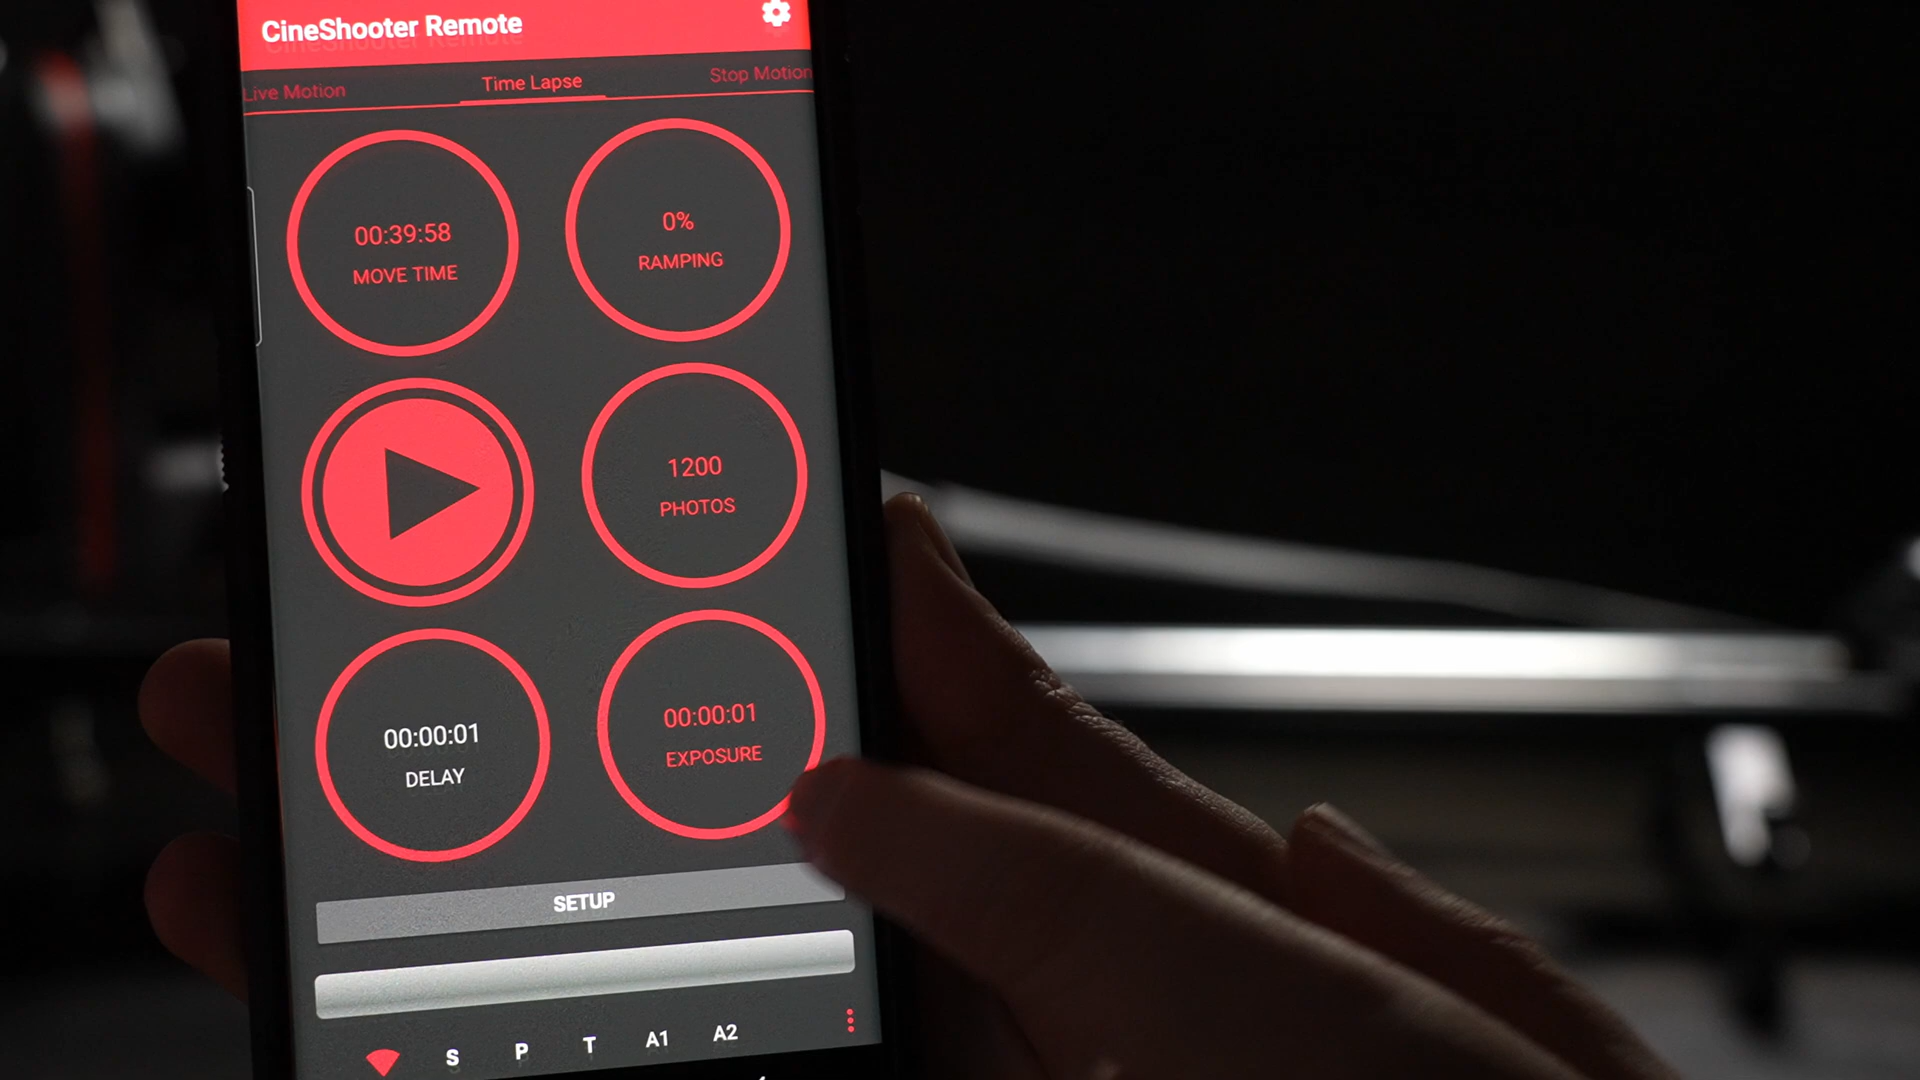 CineShooter Remote
Live Motion
Time Lapse
Stop Motion
00:39:58
MOVE TIME
0%
RAMPING
1200
PHOTOS
00:00:01
DELAY
00:00:01
EXPOSURE
SETUP
S
P
T
A1
A2